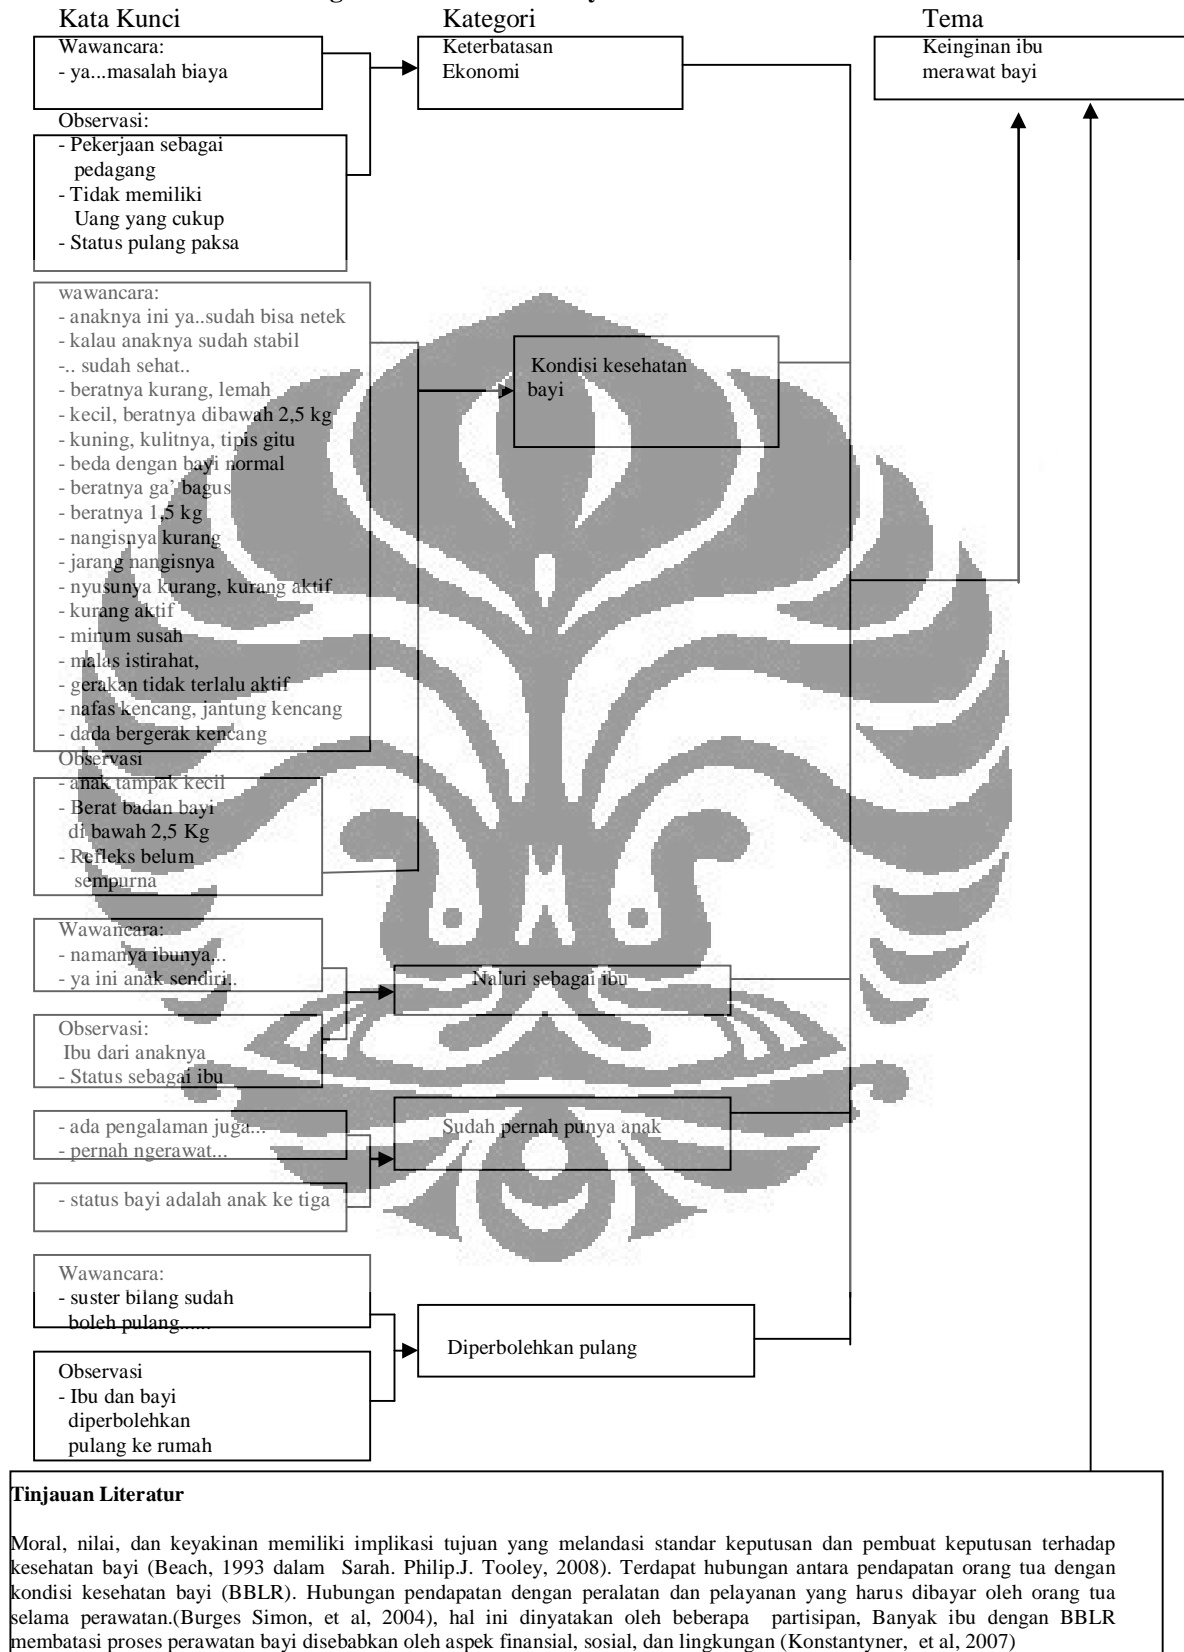 Kata Kunci
Kategori
Tema
Wawancara:
- ya...masalah biaya
Keterbatasan
Ekonomi
Keinginan ibu
merawat bayi
Observasi:
- Pekerjaan sebagai
pedagang
- Tidak memiliki
Uang yang cukup
- Status pulang paksa
wawancara:
- anaknya ini ya..sudah bisa netek
- kalau anaknya sudah stabil
-.. sudah sehat..
- beratnya kurang, lemah
- kecil, beratnya dibawah 2,5 kg
- kuning, kulitnya, tipis gitu
- beda dengan bayi normal
- beratnya ga' bagus
- beratnya 1,5 kg
- nangisnya kurang
- jarang nangisnya
- nyusunya kurang, kurang aktif
- kurang aktif
- minum susah
- malas istirahat,
- gerakan tidak terlalu aktif
- nafas kencang, jantung kencang
- dada bergerak kencang
Kondisi kesehatan
bayi
Observasi
- anak tampak kecil
- Berat badan bayi
di bawah 2,5 Kg
- Refleks belum
sempurna
Wawancara:
- namanya ibunya...
- ya ini anak sendiri..
Naluri sebagai ibu
Observasi:
Ibu dari anaknya
- Status sebagai ibu
- ada pengalaman juga...
- pernah ngerawat...
Sudah pernah punya anak
- status bayi adalah anak ke tiga
Wawancara:
- suster bilang sudah
boleh pulang......
Diperbolehkan pulang
Observasi
- Ibu dan bayi
diperbolehkan
pulang ke rumah
Tinjauan Literatur
Moral, nilai, dan keyakinan memiliki implikasi tujuan yang melandasi standar keputusan dan pembuat keputusan terhadap
kesehatan bayi (Beach, 1993 dalam Sarah. Philip.J. Tooley, 2008). Terdapat hubungan antara pendapatan orang tua dengan
kondisi kesehatan bayi (BBLR). Hubungan pendapatan dengan peralatan dan pelayanan yang harus dibayar oleh orang tua
selama perawatan.(Burges Simon, et al, 2004), hal ini dinyatakan oleh beberapa partisipan, Banyak ibu dengan BBLR
membatasi proses perawatan bayi disebabkan oleh aspek finansial, sosial, dan lingkungan (Konstantyner, et al, 2007)